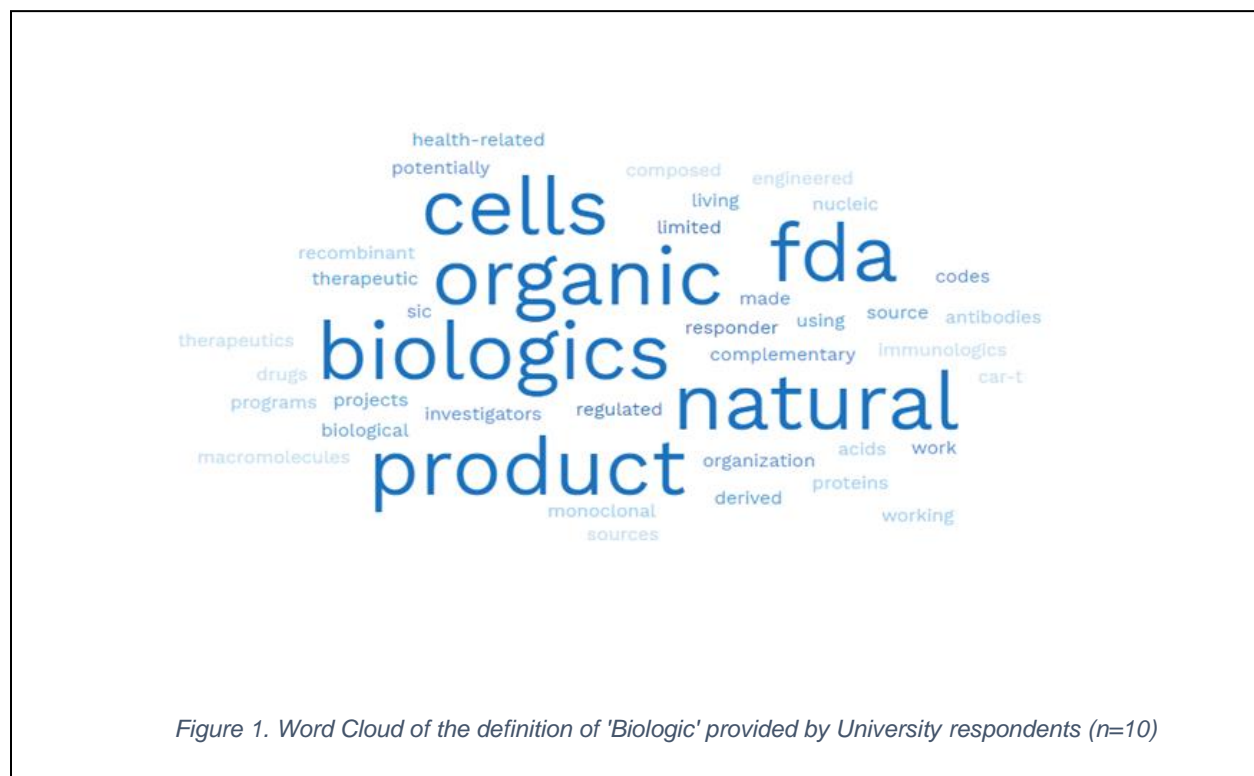 health-related
potentially composed engineered
cells living nucleic
limited fda
recombinant organic codes
therapeutic made
sic responder using source antibodies
therapeutics biologics complementary immunologics
drugs natural car-t
programs projects investigators regulated
biological
macromolecules product organization acids work
derived proteins
monoclonal working
sources
Figure 1. Word Cloud of the definition of 'Biologic' provided by University respondents (n=10)